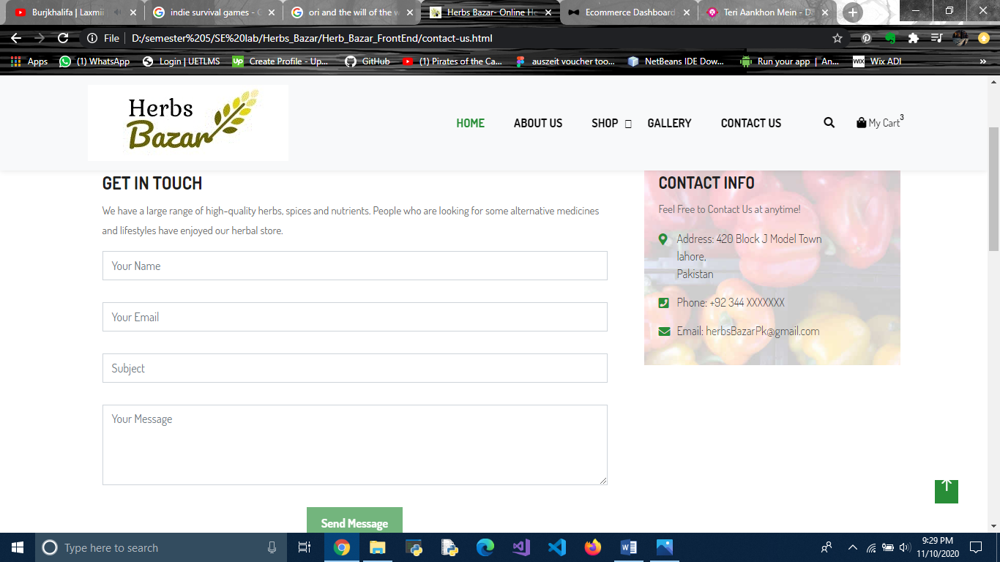 Burjkhalifa | Laxmii
indie survival games - G
ori and the will of the w
Herbs Bazar- Online He
Ecommerce Dashboard
Teri Aankhon Mein - Da
File
D:/semester%205/SE%20lab/Herbs_Bazar/Herb_Bazar_FrontEnd/contact-us.html
Apps
(1) WhatsApp
Login | UETLMS
Up
Create Profile - Up...
GitHub
(1) Pirates of the Ca...
auszeit voucher too...
NetBeans IDE Dow...
Run your app | An...
WIX
Wix ADI
»
Herbs
Bazar
HOME
ABOUT US
SHOP
GALLERY
CONTACT US
My Cart 3
GET IN TOUCH
We have a large range of high-quality herbs, spices and nutrients. People who are looking for some alternative medicines
and lifestyles have enjoyed our herbal store.
Your Name
Your Email
Subject
Your Message
Send Message
CONTACT INFO
Feel Free to Contact Us at anytime!
Address: 420 Block J Model Town
lahore,
Pakistan
Phone: +92 344 XXXXXXX
Email: herbsBazarPk@gmail.com
Type here to search
9:29 PM
11/10/2020